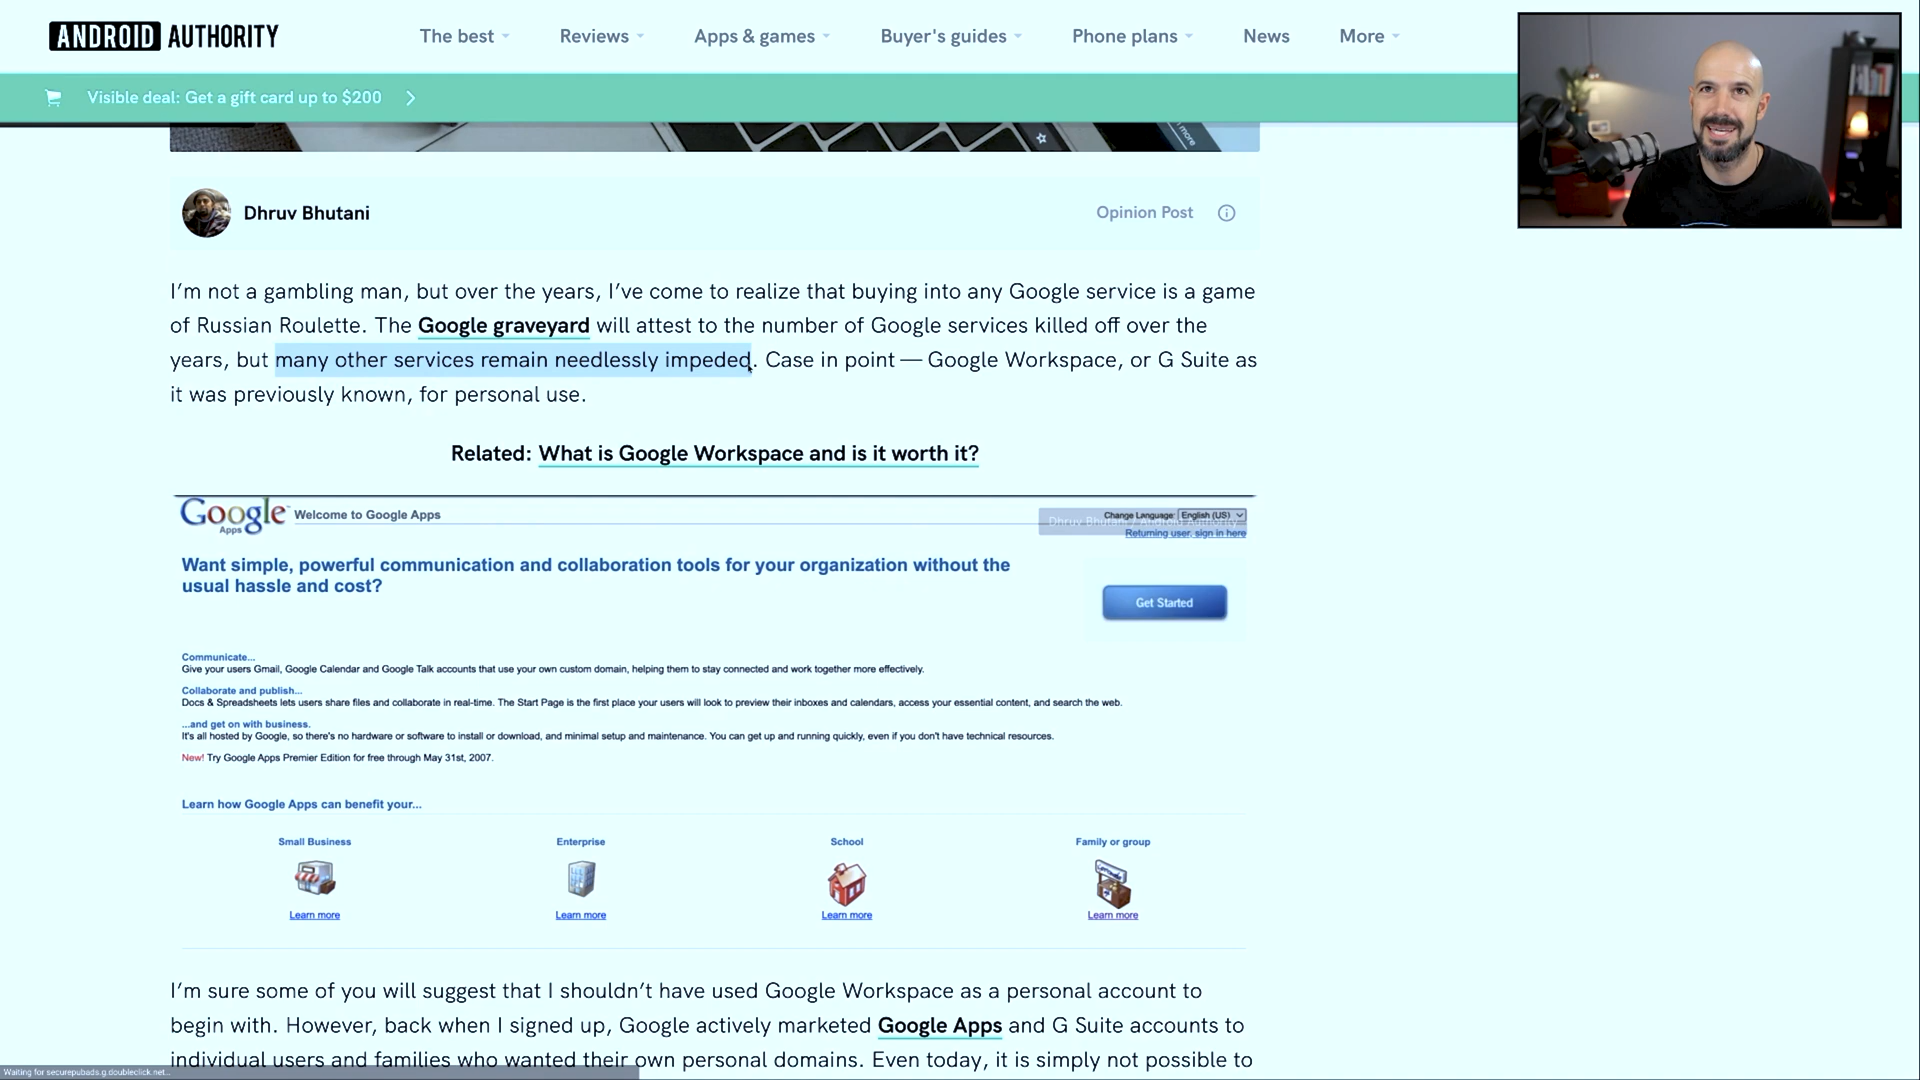 ANDROID AUTHORITY
The best
Reviews
Apps & games
Buyer's guides
Phone plans
News
More
Visible deal: Get a gift card up to $200
more
Dhruv Bhutani
Opinion Post
I’m not a gambling man, but over the years, I’ve come to realize that buying into any Google service is a game
of Russian Roulette. The Google graveyard will attest to the number of Google services killed off over the
years, but many other services remain needlessly impeded. Case in point — Google Workspace, or G Suite as
it was previously known, for personal use.
Related: What is Google Workspace and is it worth it?
Google Apps
Welcome to Google Apps
Change Language: English (US)
Dhruv Bhutani / Android Authority
Returning user, sign in here
Want simple, powerful communication and collaboration tools for your organization without the
usual hassle and cost?
Get Started
Communicate...
Give your users Gmail, Google Calendar and Google Talk accounts that use your own custom domain, helping them to stay connected and work together more effectively.
Collaborate and publish...
Docs & Spreadsheets lets users share files and collaborate in real-time. The Start Page is the first place your users will look to preview their inboxes and calendars, access your essential content, and search the web.
...and get on with business.
It's all hosted by Google, so there's no hardware or software to install or download, and minimal setup and maintenance. You can get up and running quickly, even if you don't have technical resources.
New! Try Google Apps Premier Edition for free through May 31st, 2007.
Learn how Google Apps can benefit your...
Small Business
Enterprise
School
Family or group
Learn more
Learn more
Learn more
Learn more
I’m sure some of you will suggest that I shouldn’t have used Google Workspace as a personal account to
begin with. However, back when I signed up, Google actively marketed Google Apps and G Suite accounts to
individual users and families who wanted their own personal domains. Even today, it is simply not possible to
Waiting for securepubads.g.doubleclick.net...